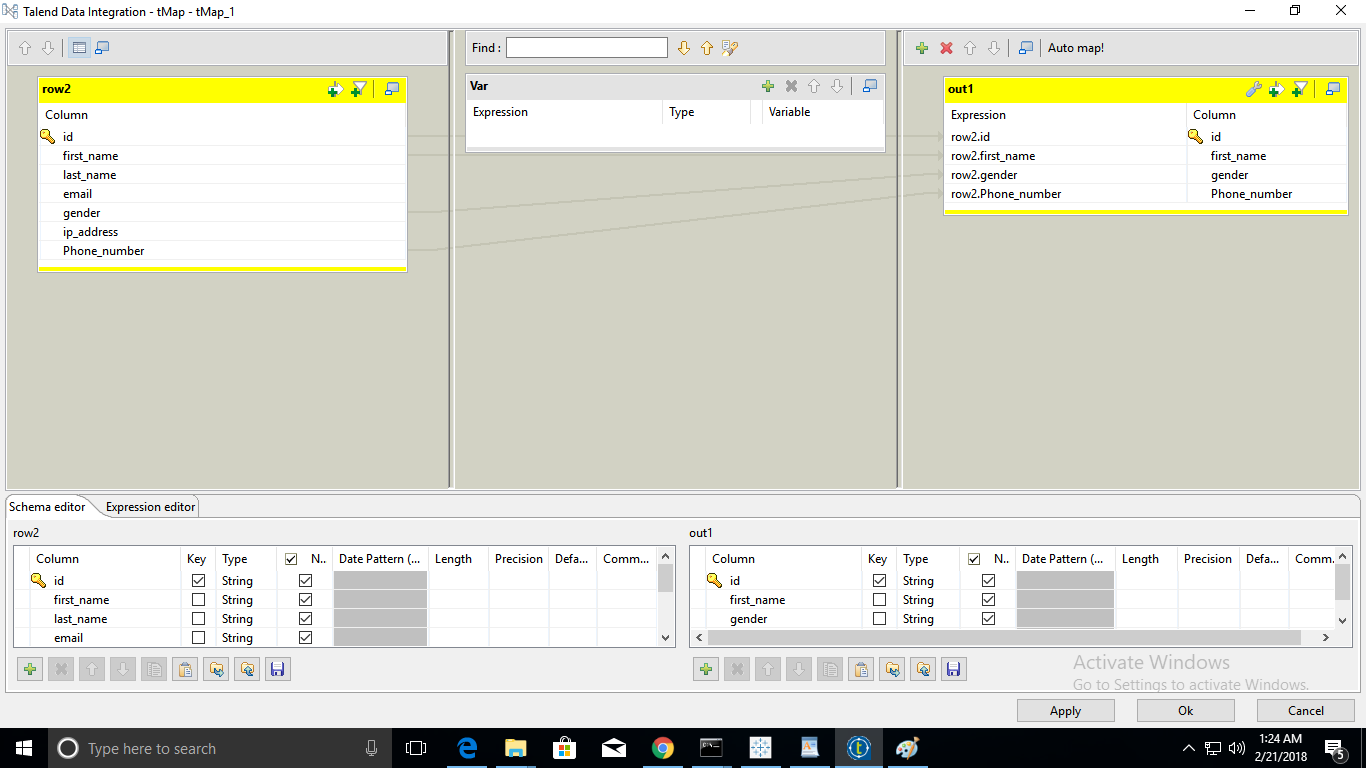 Talend Data Integration - tMap - tMap_1
Find :
Auto map!
row2
Column
id
first_name
last_name
email
gender
ip_address
Phone_number
Var
Expression Type Variable
out1
Expression Column
row2.id id
row2.first_name first_name
row2.gender gender
row2.Phone_number Phone_number
Schema editor Expression editor
row2
Column Key Type N.. Date Pattern (... Length Precision Defa... Comm...
id String
first_name String
last_name String
email String
out1
Column Key Type N.. Date Pattern (... Length Precision Defa... Comm.
id String
first_name String
gender String
Activate Windows
Go to Settings to activate Windows.
Apply Ok Cancel
Type here to search
1:24 AM
2/21/2018
5